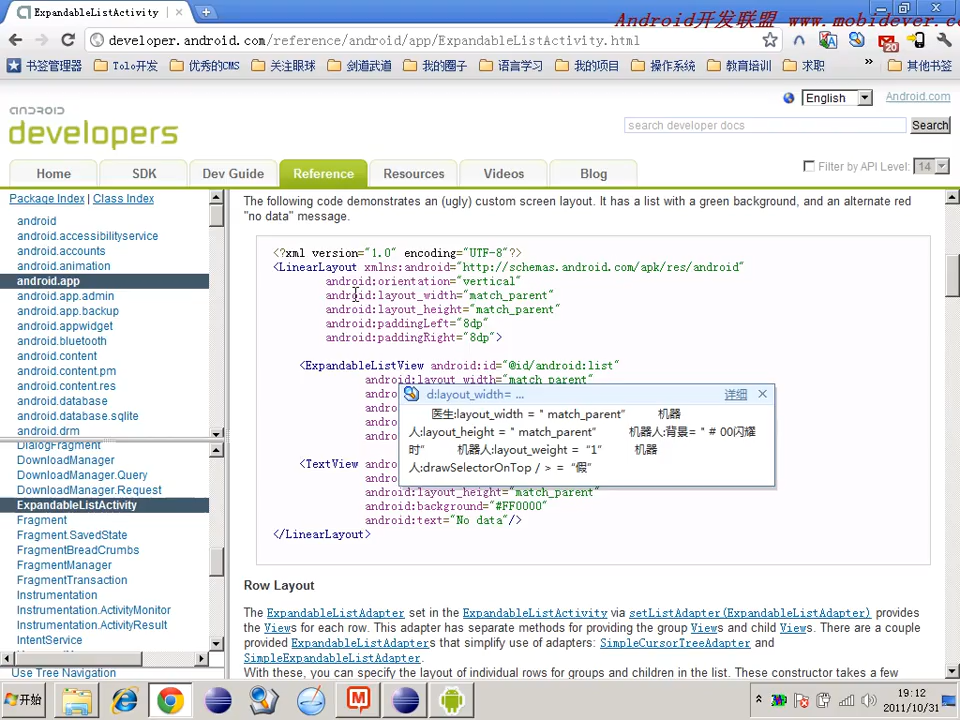 ExpandableListActivity
Android开发联盟 www.mobidever.co
developer.android.com/reference/android/app/ExpandableListActivity.html
20
书签管理器 Tolo开发 优秀的CMS 关注眼球 剑道武道 我的圈子 语言学习 我的项目 操作系统 教育培训 求职 » 其他书签
English Android.com
ANDROID
developers
search developer docs Search
Home SDK Dev Guide Reference Resources Videos Blog
Filter by API Level: 14
Package Index | Class Index
android
android.accessibilityservice
android.accounts
android.animation
android.app
android.app.admin
android.app.backup
android.appwidget
android.bluetooth
android.content
android.content.pm
android.content.res
android.database
android.database.sqlite
android.drm
DialogFragment
DownloadManager
DownloadManager.Query
DownloadManager.Request
ExpandableListActivity
Fragment
Fragment.SavedState
FragmentBreadCrumbs
FragmentManager
FragmentTransaction
Instrumentation
Instrumentation.ActivityMonitor
Instrumentation.ActivityResult
IntentService
Use Tree Navigation
The following code demonstrates an (ugly) custom screen layout. It has a list with a green background, and an alternate red
"no data" message.
<?xml version="1.0" encoding="UTF-8"?>
<LinearLayout xmlns:android="http://schemas.android.com/apk/res/android"
android:orientation="vertical"
android:layout_width="match_parent"
android:layout_height="match_parent"
android:paddingLeft="8dp"
android:paddingRight="8dp">
<ExpandableListView android:id="@id/android:list"
android:layout_width="match_parent"
d:layout_width= ... 详细
医生:layout_width = " match_parent" 机器
人:layout_height = " match_parent" 机器人:背景= " # 00闪耀
时" 机器人:layout_weight = "1" 机器
人:drawSelectorOnTop / > = "假"
<TextView andro
android:layout_height="match_parent"
android:background="#FF0000"
android:text="No data"/>
</LinearLayout>
Row Layout
The ExpandableListAdapter set in the ExpandableListActivity via setListAdapter(ExpandableListAdapter) provides
the Views for each row. This adapter has separate methods for providing the group Views and child Views. There are a couple
provided ExpandableListAdapters that simplify use of adapters: SimpleCursorTreeAdapter and
SimpleExpandableListAdapter.
With these, you can specify the layout of individual rows for groups and children in the list. These constructor takes a few
开始
19:12
2011/10/31